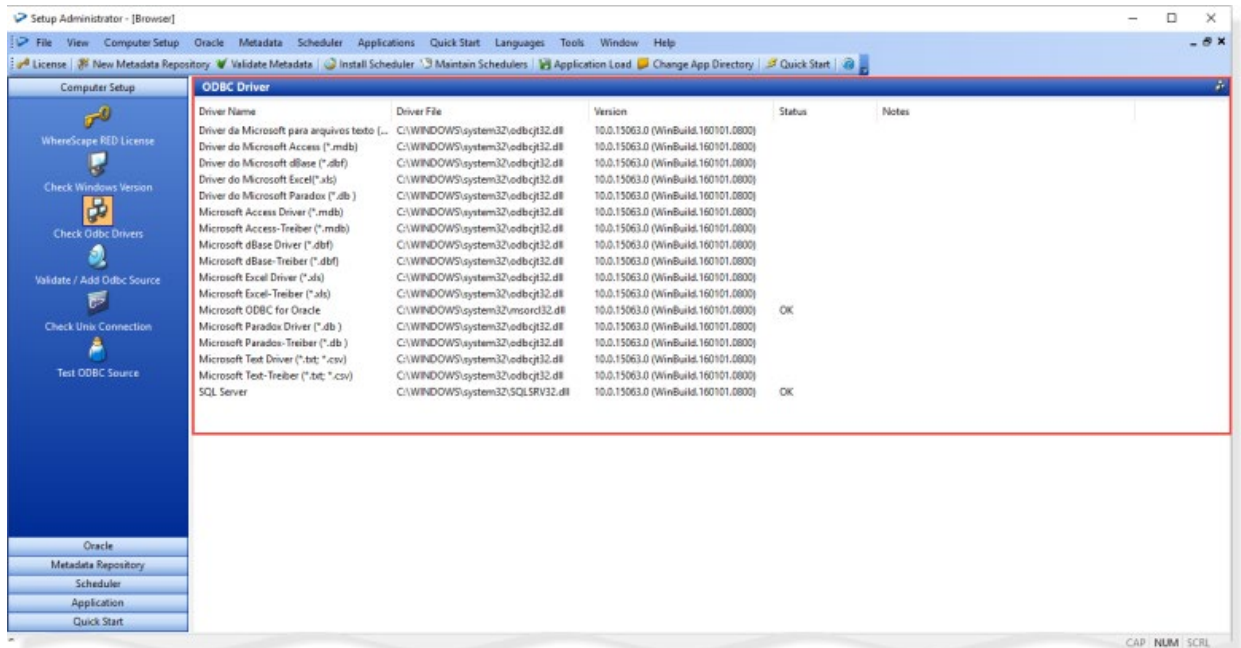 Setup Administrator - [Browser]
File View Computer Setup Oracle Metadata Scheduler Applications Quick Start Languages Tools Window Help
License New Metadata Repository Validate Metadata Install Scheduler Maintain Schedulers Application Load Change App Directory Quick Start
Computer Setup
WhereScape RED License
Check Windows Version
Check Odbc Drivers
Validate / Add Odbc Source
Check Unix Connection
Test ODBC Source
Oracle
Metadata Repository
Scheduler
Application
Quick Start
ODBC Driver
Driver Name Driver File Version Status Notes
Driver da Microsoft para arquivos texto (... C:\WINDOWS\system32\odbcjt32.dll 10.0.15063.0 (WinBuild.160101.0800)
Driver do Microsoft Access (*.mdb) C:\WINDOWS\system32\odbcjt32.dll 10.0.15063.0 (WinBuild.160101.0800)
Driver do Microsoft dBase (*.dbf) C:\WINDOWS\system32\odbcjt32.dll 10.0.15063.0 (WinBuild.160101.0800)
Driver do Microsoft Excel(*.xls) C:\WINDOWS\system32\odbcjt32.dll 10.0.15063.0 (WinBuild.160101.0800)
Driver do Microsoft Paradox (*.db ) C:\WINDOWS\system32\odbcjt32.dll 10.0.15063.0 (WinBuild.160101.0800)
Microsoft Access Driver (*.mdb) C:\WINDOWS\system32\odbcjt32.dll 10.0.15063.0 (WinBuild.160101.0800)
Microsoft Access-Treiber (*.mdb) C:\WINDOWS\system32\odbcjt32.dll 10.0.15063.0 (WinBuild.160101.0800)
Microsoft dBase Driver (*.dbf) C:\WINDOWS\system32\odbcjt32.dll 10.0.15063.0 (WinBuild.160101.0800)
Microsoft dBase-Treiber (*.dbf) C:\WINDOWS\system32\odbcjt32.dll 10.0.15063.0 (WinBuild.160101.0800)
Microsoft Excel Driver (*.xls) C:\WINDOWS\system32\odbcjt32.dll 10.0.15063.0 (WinBuild.160101.0800)
Microsoft Excel-Treiber (*.xls) C:\WINDOWS\system32\odbcjt32.dll 10.0.15063.0 (WinBuild.160101.0800)
Microsoft ODBC for Oracle C:\WINDOWS\system32\msorcl32.dll 10.0.15063.0 (WinBuild.160101.0800) OK
Microsoft Paradox Driver (*.db ) C:\WINDOWS\system32\odbcjt32.dll 10.0.15063.0 (WinBuild.160101.0800)
Microsoft Paradox-Treiber (*.db ) C:\WINDOWS\system32\odbcjt32.dll 10.0.15063.0 (WinBuild.160101.0800)
Microsoft Text Driver (*.txt; *.csv) C:\WINDOWS\system32\odbcjt32.dll 10.0.15063.0 (WinBuild.160101.0800)
Microsoft Text-Treiber (*.txt; *.csv) C:\WINDOWS\system32\odbcjt32.dll 10.0.15063.0 (WinBuild.160101.0800)
SQL Server C:\WINDOWS\system32\SQLSRV32.dll 10.0.15063.0 (WinBuild.160101.0800) OK
CAP NUM SCRL